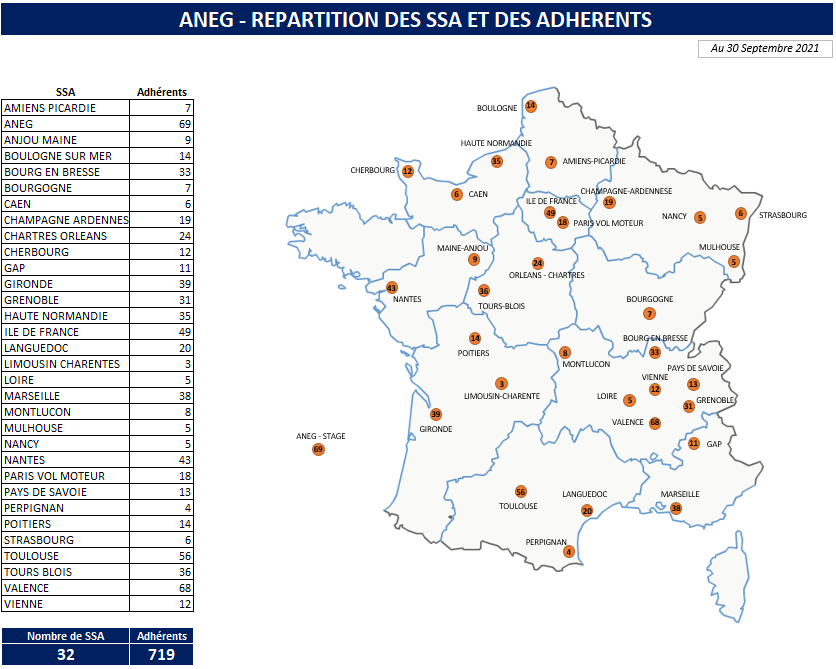 ANEG - REPARTITION DES SSA ET DES ADHERENTS
Au 30 Septembre 2021
SSA Adhérents
AMIENS PICARDIE 7
ANEG 69
ANJOU MAINE 9
BOULOGNE SUR MER 14
BOURG EN BRESSE 33
BOURGOGNE 7
CAEN 6
CHAMPAGNE ARDENNES 19
CHARTRES ORLEANS 24
CHERBOURG 12
GAP 11
GIRONDE 39
GRENOBLE 31
HAUTE NORMANDIE 35
ILE DE FRANCE 49
LANGUEDOC 20
LIMOUSIN CHARENTES 3
LOIRE 5
MARSEILLE 38
MONTLUCON 8
MULHOUSE 5
NANCY 5
NANTES 43
PARIS VOL MOTEUR 18
PAYS DE SAVOIE 13
PERPIGNAN 4
POITIERS 14
STRASBOURG 6
TOULOUSE 56
TOURS BLOIS 36
VALENCE 68
VIENNE 12
Nombre de SSA Adhérents
32 719
BOULOGNE 14
HAUTE NORMANDIE
35
7 AMIENS-PICARDIE
CHERBOURG 12
6 CAEN
CHAMPAGNE-ARDENNESE
19
ILE DE FRANCE
49
18 PARIS VOL MOTEUR
NANCY 5
6 STRASBOURG
MULHOUSE
5
MAINE-ANJOU
9
24
ORLEANS - CHARTRES
43
NANTES
36
TOURS-BLOIS
BOURGOGNE
7
14
POITIERS
BOURG EN BRESSE
33
8
MONTLUCON
PAYS DE SAVOIE
13
VIENNE
12
3
LIMOUSIN-CHARENTE
LOIRE 5
GRENOBLE
31
39
GIRONDE
VALENCE 68
ANEG - STAGE
69
11 GAP
56
TOULOUSE
LANGUEDOC
20
MARSEILLE
38
PERPIGNAN
4